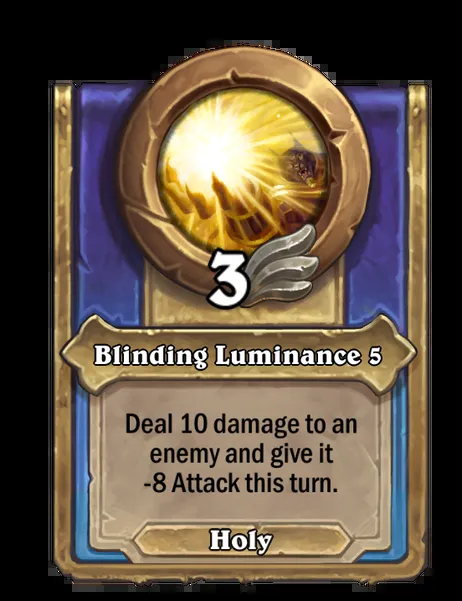 3
Blinding Luminance 5
Deal 10 damage to an
enemy and give it
-8 Attack this turn.
Holy